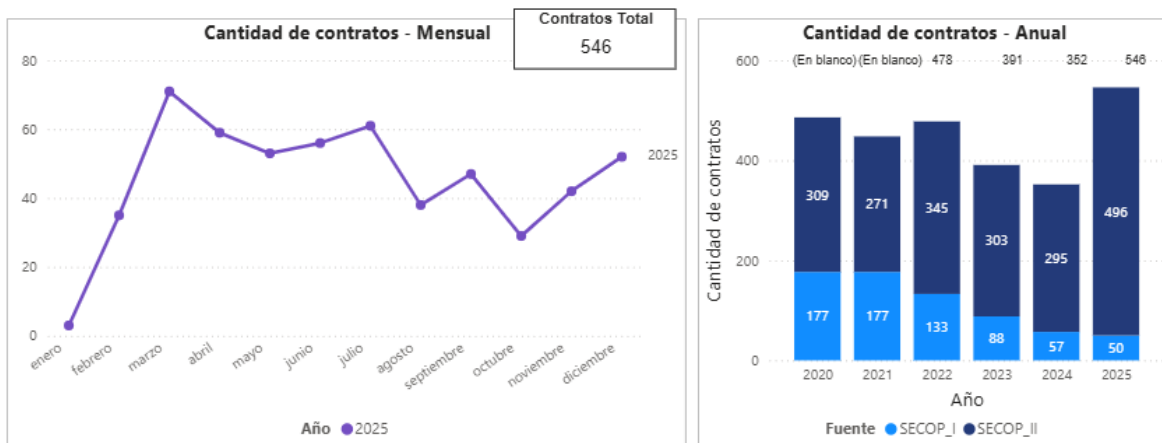 Cantidad de contratos - Mensual
Contratos Total
546
80
60
40
20
0
2025
enero
febrero
marzo
abril
mayo
junio
julio
agosto
septiembre
octubre
noviembre
diciembre
Año 2025
Cantidad de contratos - Anual
(En blanco) (En blanco) 478 391 352 546
Cantidad de contratos
600
400
200
0
309 271 345 303 295 496
177 177 133 88 57 50
2020 2021 2022 2023 2024 2025
Año
Fuente SECOP_I SECOP_II